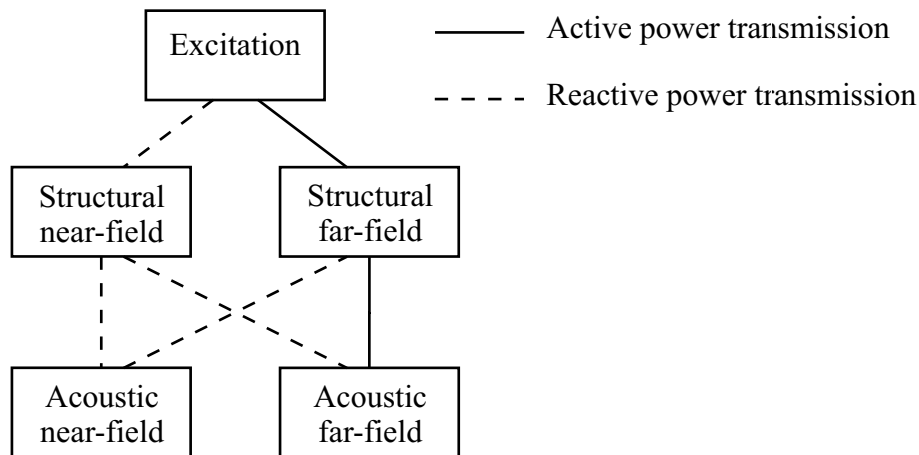 Excitation
Active power transmission
Reactive power transmission
Structural
near-field
Structural
far-field
Acoustic
near-field
Acoustic
far-field